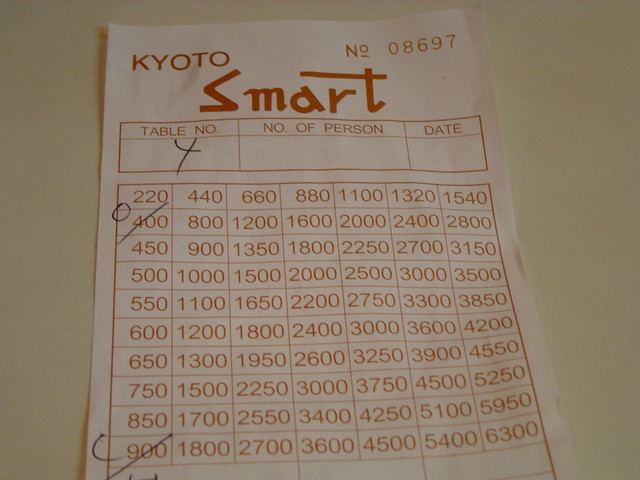 KYOTO Nº 08697
Smart
TABLE NO. NO. OF PERSON DATE
4
220 440 660 880 1100 1320 1540
400 800 1200 1600 2000 2400 2800
450 900 1350 1800 2250 2700 3150
500 1000 1500 2000 2500 3000 3500
550 1100 1650 2200 2750 3300 3850
600 1200 1800 2400 3000 3600 4200
650 1300 1950 2600 3250 3900 4550
750 1500 2250 3000 3750 4500 5250
850 1700 2550 3400 4250 5100 5950
900 1800 2700 3600 4500 5400 6300